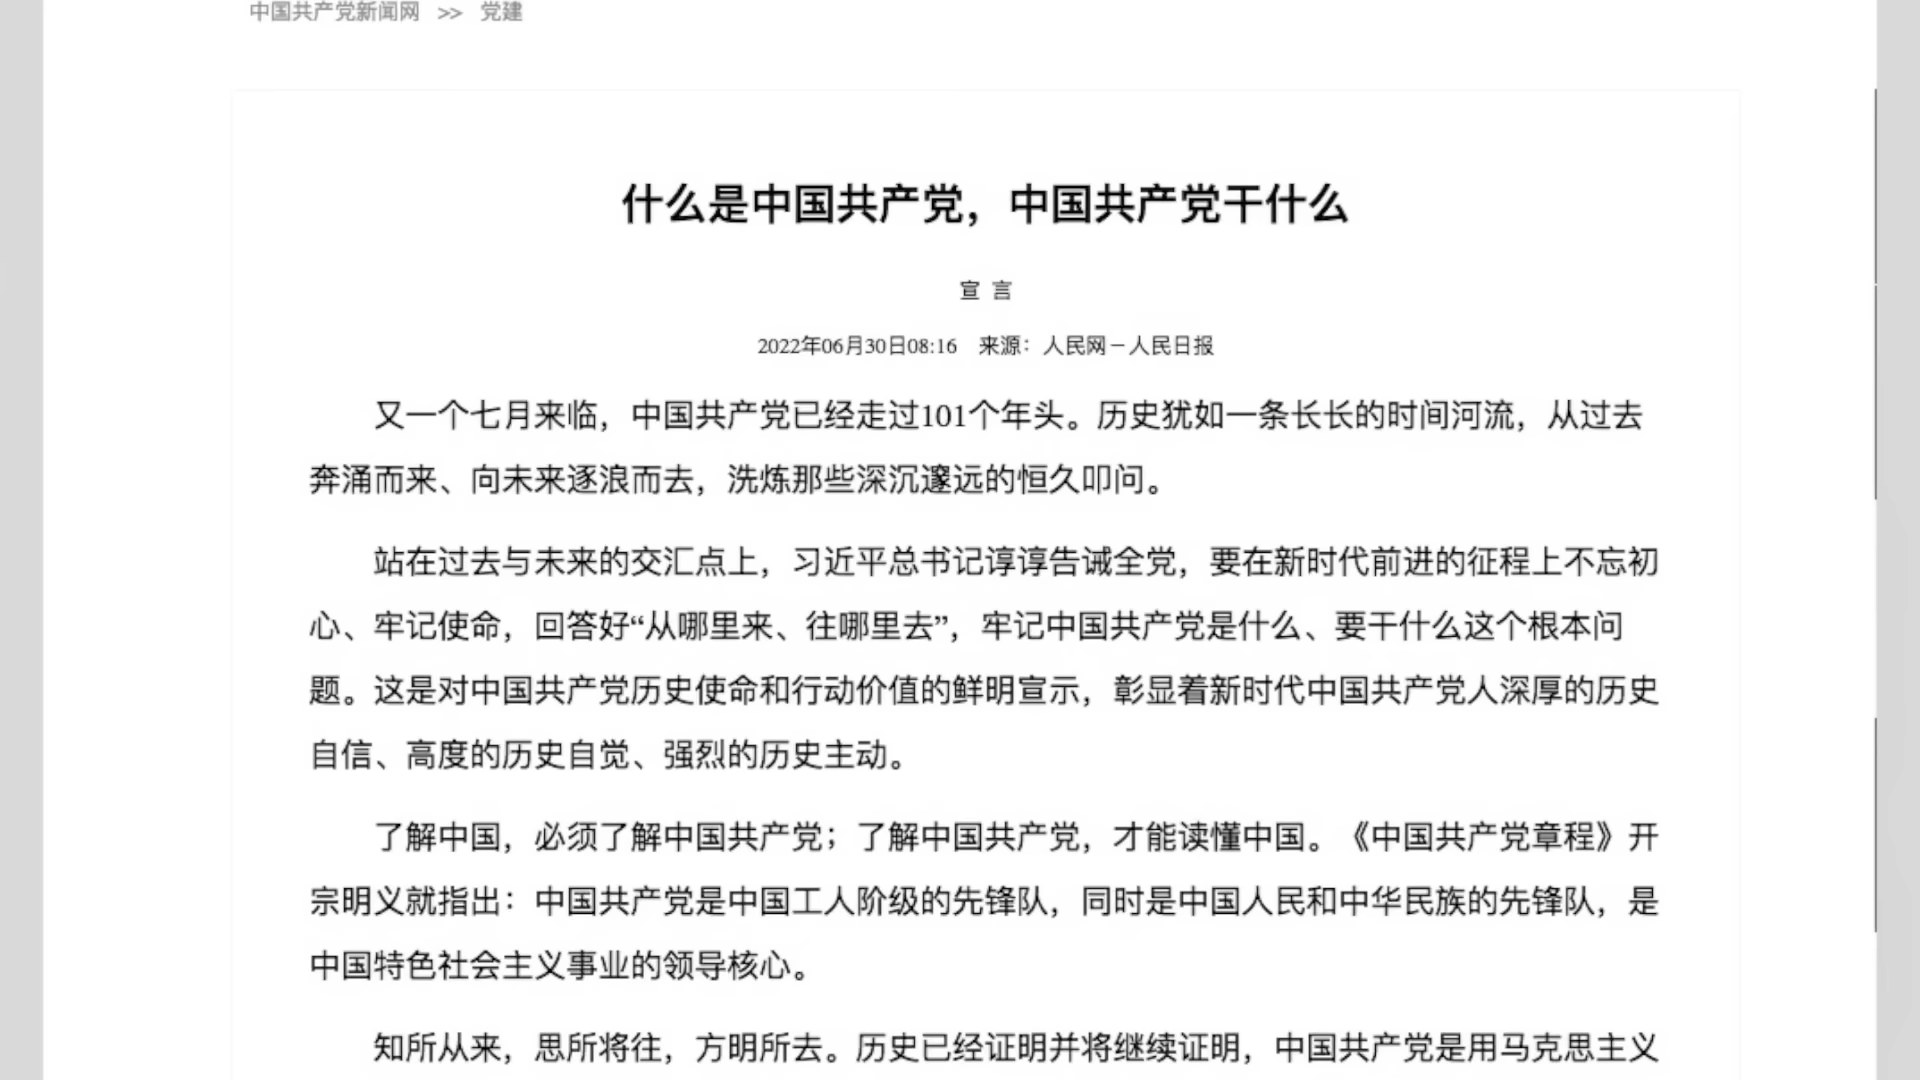 中国共产党新闻网 >> 党建
什么是中国共产党，中国共产党干什么
宣 言
2022年06月30日08:16 来源：人民网－人民日报
又一个七月来临，中国共产党已经走过101个年头。历史犹如一条长长的时间河流，从过去
奔涌而来、向未来逐浪而去，洗炼那些深沉邃远的恒久叩问。
站在过去与未来的交汇点上，习近平总书记谆谆告诫全党，要在新时代前进的征程上不忘初
心、牢记使命，回答好“从哪里来、往哪里去”，牢记中国共产党是什么、要干什么这个根本问
题。这是对中国共产党历史使命和行动价值的鲜明宣示，彰显着新时代中国共产党人深厚的历史
自信、高度的历史自觉、强烈的历史主动。
了解中国，必须了解中国共产党；了解中国共产党，才能读懂中国。《中国共产党章程》开
宗明义就指出：中国共产党是中国工人阶级的先锋队，同时是中国人民和中华民族的先锋队，是
中国特色社会主义事业的领导核心。
知所从来，思所将往，方明所去。历史已经证明并将继续证明，中国共产党是用马克思主义